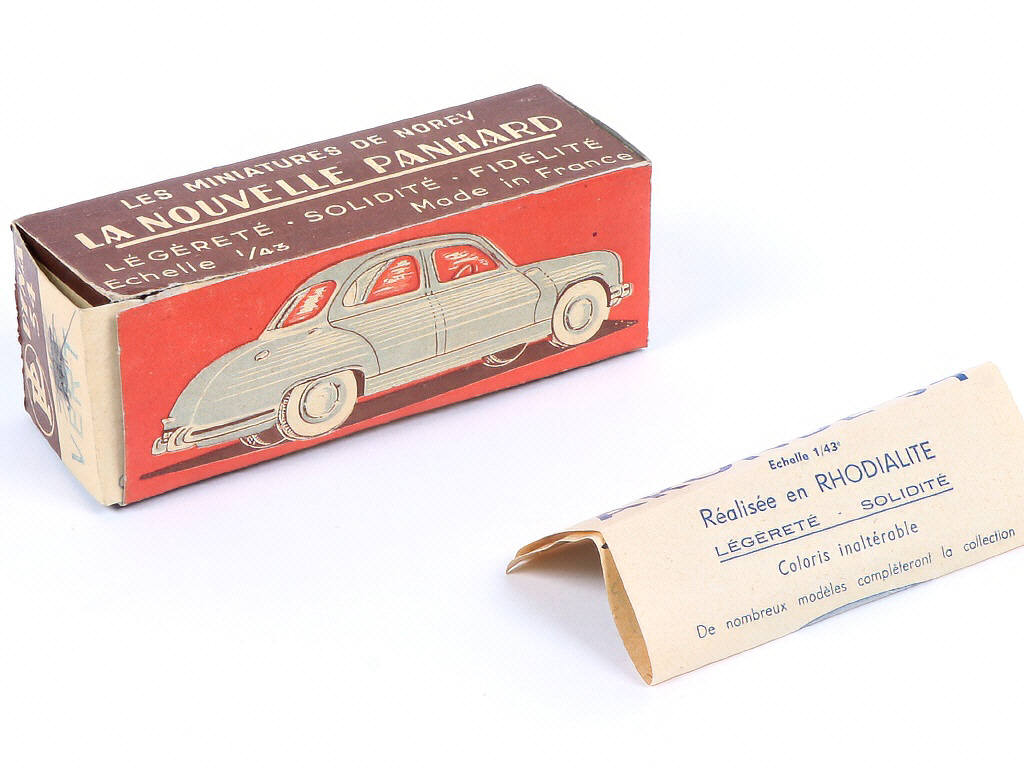 LES MINIATURES DE NOREV
LA NOUVELLE PANHARD
LÉGÈRETÉ · SOLIDITÉ · FIDÉLITÉ
Echelle 1/43 Made in France
VERT
Echelle 1/43e
Réalisée en RHODIALITE
LÉGÈRETÉ - SOLIDITÉ
Coloris inaltérable
De nombreux modèles complèteront la collection